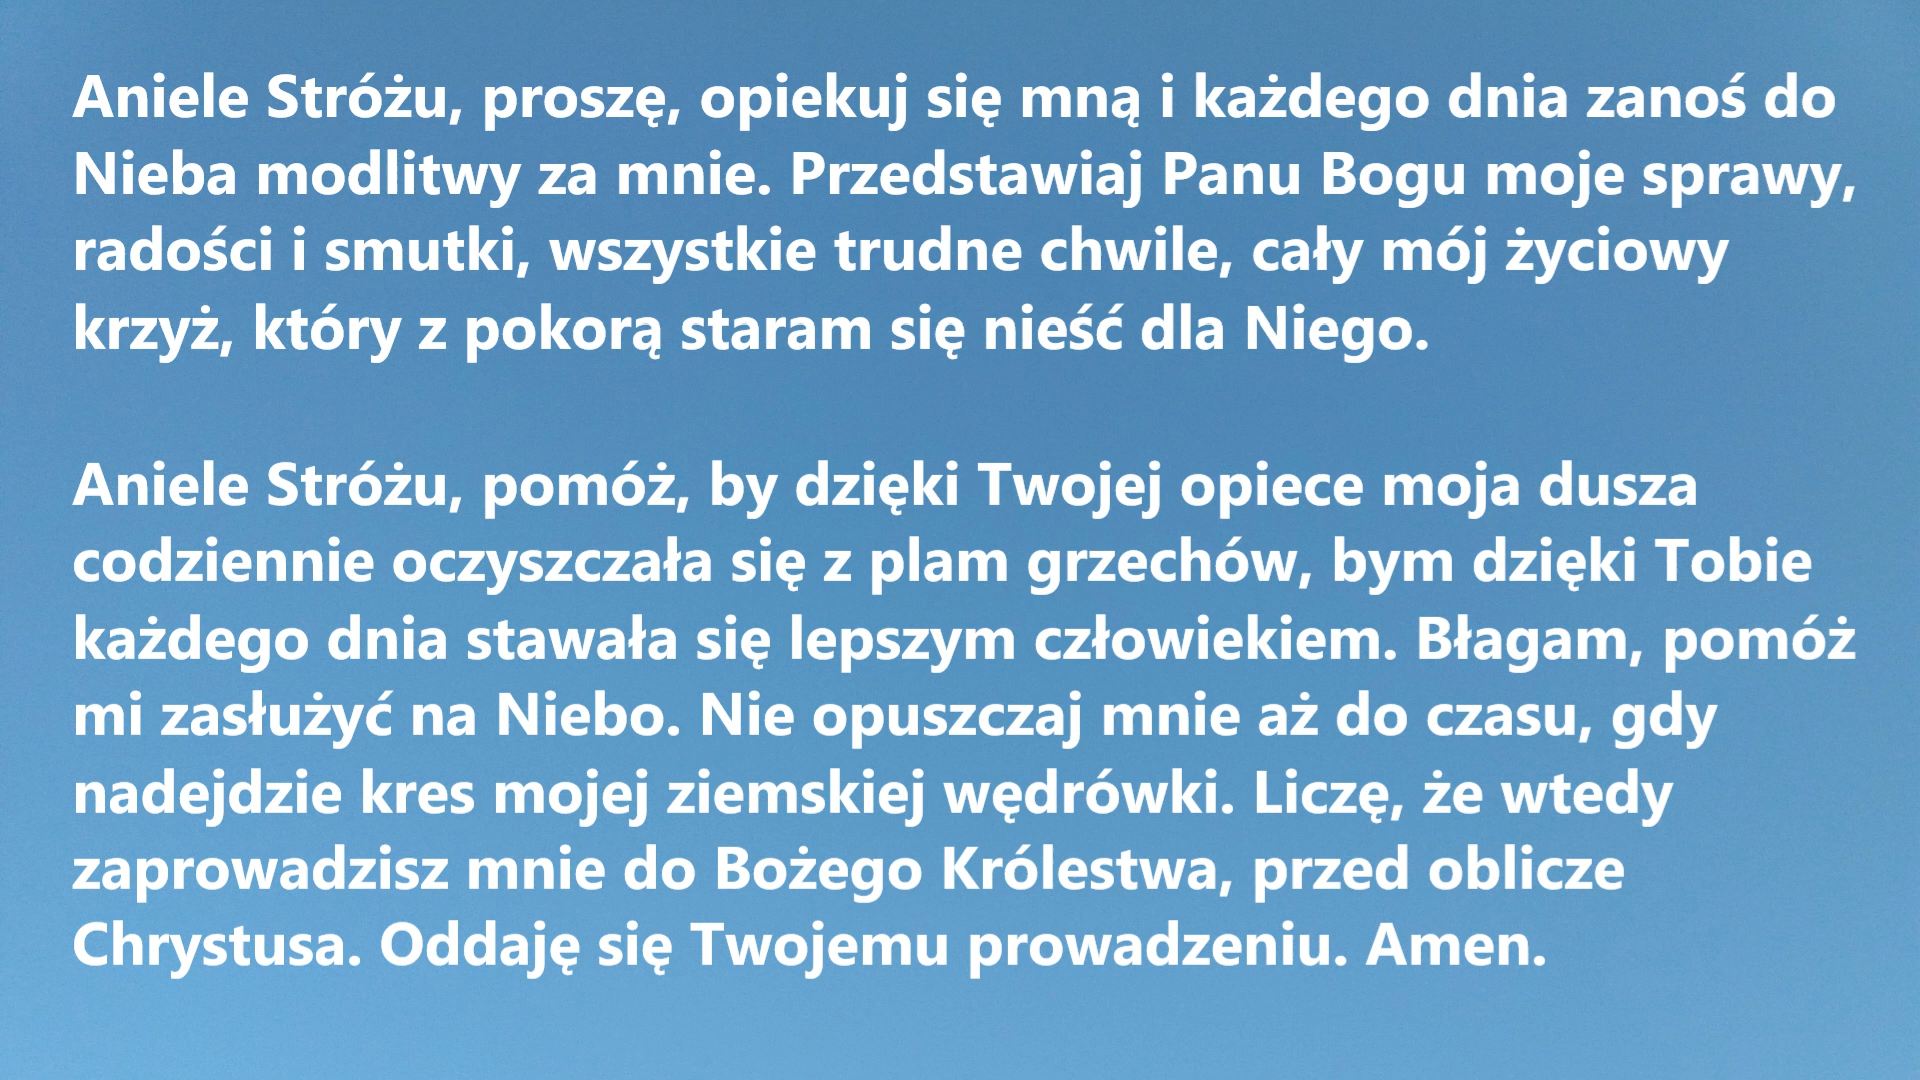 Aniele Stróżu, proszę, opiekuj się mną i każdego dnia zanoś do
Nieba modlitwy za mnie. Przedstawiaj Panu Bogu moje sprawy,
radości i smutki, wszystkie trudne chwile, cały mój życiowy
krzyż, który z pokorą staram się nieść dla Niego.
Aniele Stróżu, pomóż, by dzięki Twojej opiece moja dusza
codziennie oczyszczała się z plam grzechów, bym dzięki Tobie
każdego dnia stawała się lepszym człowiekiem. Błagam, pomóż
mi zasłużyć na Niebo. Nie opuszczaj mnie aż do czasu, gdy
nadejdzie kres mojej ziemskiej wędrówki. Liczę, że wtedy
zaprowadzisz mnie do Bożego Królestwa, przed oblicze
Chrystusa. Oddaję się Twojemu prowadzeniu. Amen.